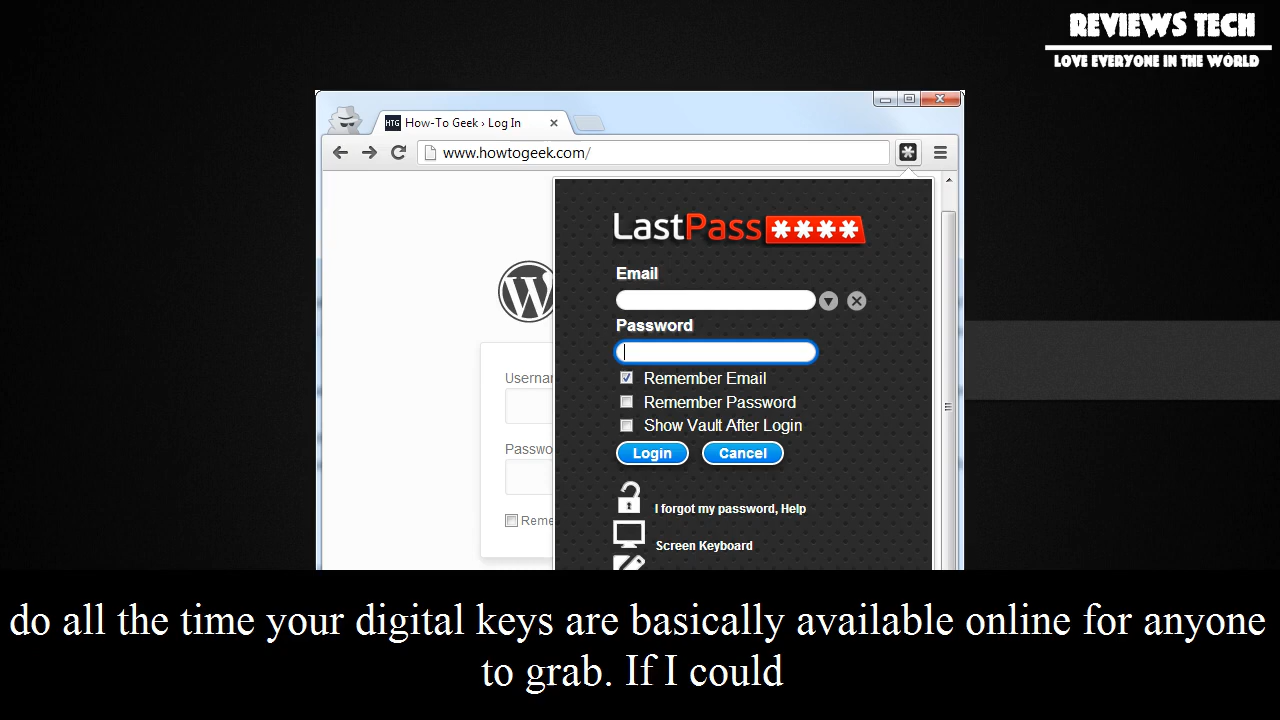 REVIEWS TECH
LOVE EVERYONE IN THE WORLD
HTG How-To Geek › Log In
www.howtogeek.com/
LastPass ****
Email
Password
Remember Email
Remember Password
Show Vault After Login
Login Cancel
I forgot my password, Help
Screen Keyboard
W
Userna
Passwo
Reme
do all the time your digital keys are basically available online for anyone
to grab. If I could